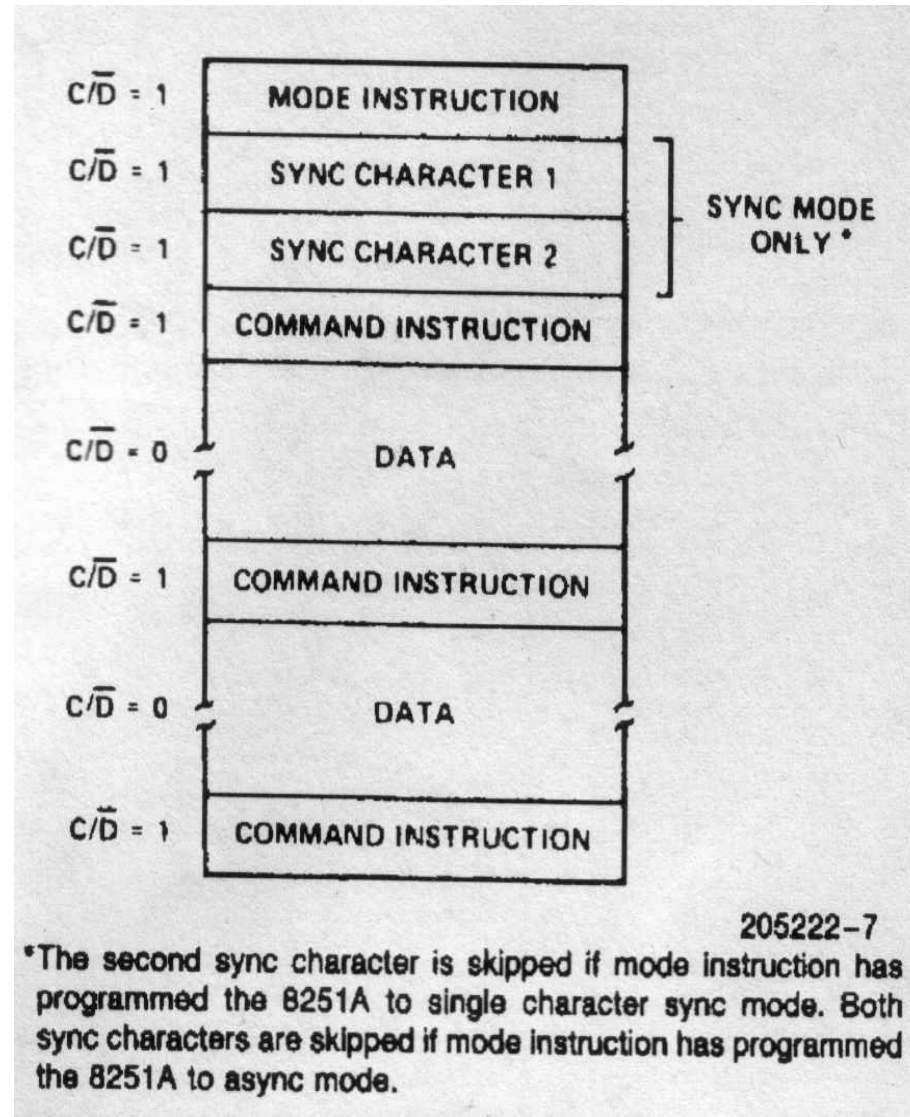 C/D̅ = 1 MODE INSTRUCTION
C/D̅ = 1 SYNC CHARACTER 1
SYNC MODE
C/D̅ = 1 SYNC CHARACTER 2
ONLY *
C/D̅ = 1 COMMAND INSTRUCTION
C/D̅ = 0 DATA
C/D̅ = 1 COMMAND INSTRUCTION
C/D̅ = 0 DATA
C/D̅ = 1 COMMAND INSTRUCTION
205222-7
*The second sync character is skipped if mode instruction has
programmed the 8251A to single character sync mode. Both
sync characters are skipped if mode instruction has programmed
the 8251A to async mode.